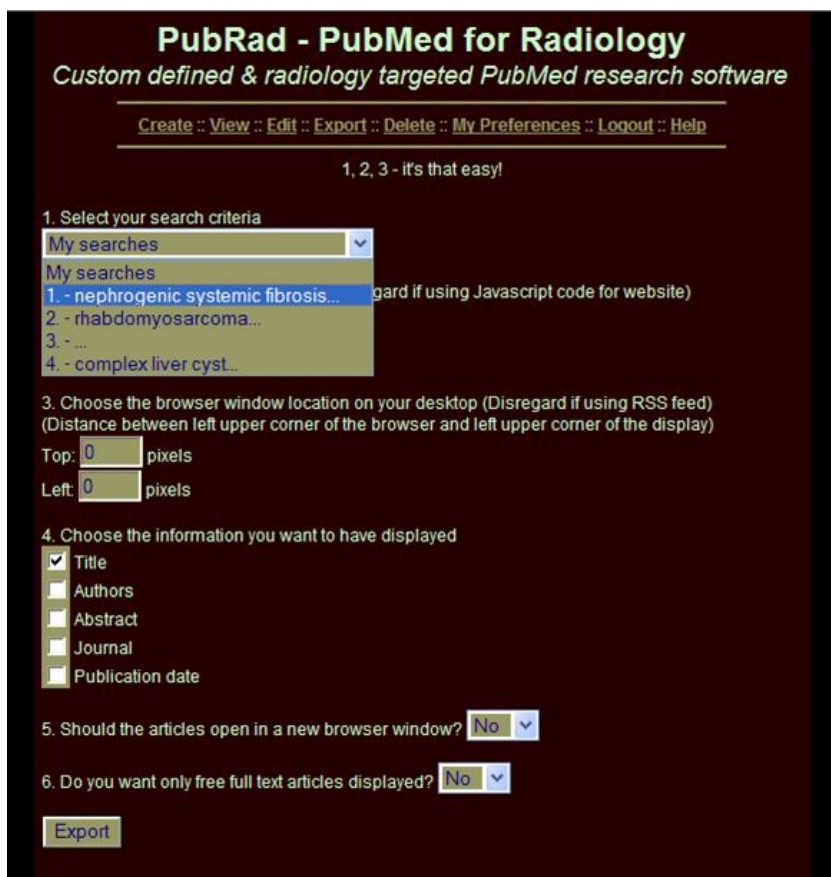 PubRad - PubMed for Radiology
Custom defined & radiology targeted PubMed research software
Create :: View :: Edit :: Export :: Delete :: My Preferences :: Logout :: Help
1, 2, 3 - it's that easy!
1. Select your search criteria
My searches
My searches
1. - nephrogenic systemic fibrosis...
gard if using Javascript code for website)
2. - rhabdomyosarcoma...
3. - ...
4. - complex liver cyst...
3. Choose the browser window location on your desktop (Disregard if using RSS feed)
(Distance between left upper corner of the browser and left upper corner of the display)
Top: 0 pixels
Left: 0 pixels
4. Choose the information you want to have displayed
Title
Authors
Abstract
Journal
Publication date
5. Should the articles open in a new browser window? No
6. Do you want only free full text articles displayed? No
Export